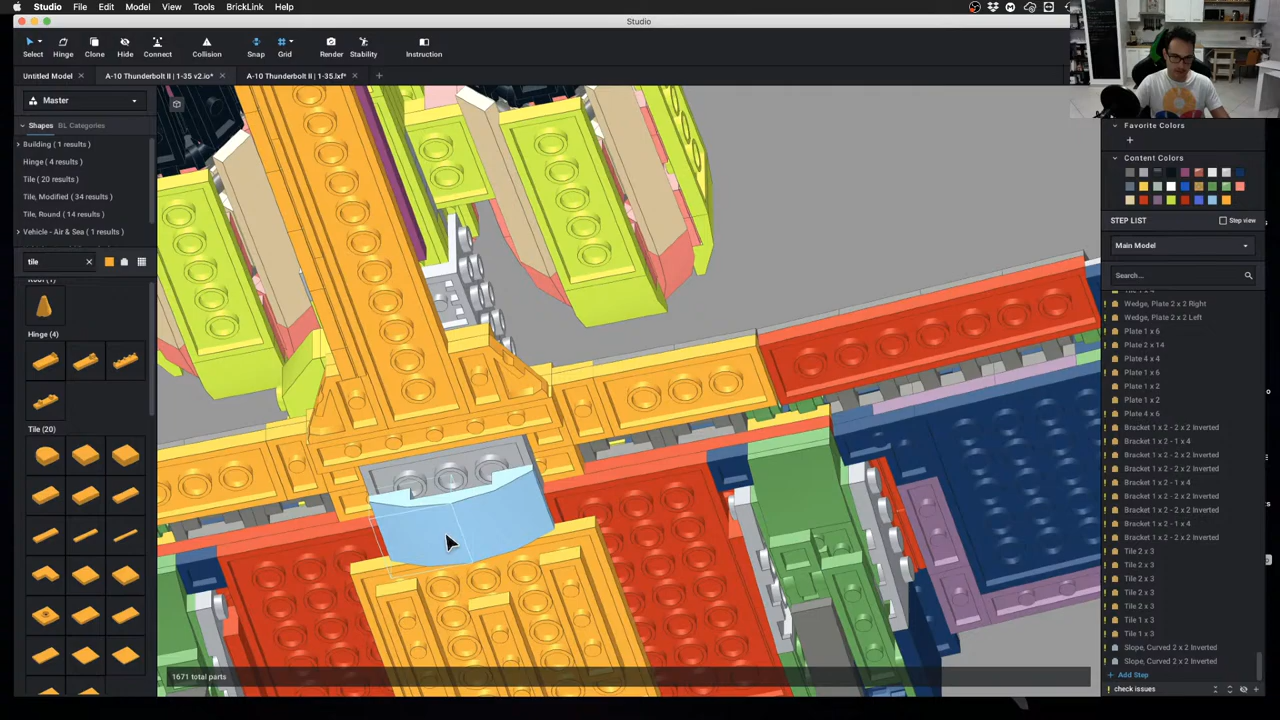 Studio File Edit Model View Tools BrickLink Help
Studio
Select Hinge Clone Hide Connect Collision Snap Grid Render Stability Instruction
Untitled Model A-10 Thunderbolt II | 1-35 v2.io* A-10 Thunderbolt II | 1-35.lxf*
Master
Shapes BL Categories
Building ( 1 results )
Hinge ( 4 results )
Tile ( 20 results )
Tile, Modified ( 34 results )
Tile, Round ( 14 results )
Vehicle - Air & Sea ( 1 results )
tile
Roof (1)
Hinge (4)
Tile (20)
1671 total parts
Favorite Colors
Content Colors
STEP LIST Step view
Main Model
Search...
Tile 1 x 4
Wedge, Plate 2 x 2 Right
Wedge, Plate 2 x 2 Left
Plate 1 x 6
Plate 2 x 14
Plate 4 x 4
Plate 1 x 6
Plate 1 x 2
Plate 1 x 2
Plate 4 x 6
Bracket 1 x 2 - 2 x 2 Inverted
Bracket 1 x 2 - 1 x 4
Bracket 1 x 2 - 2 x 2 Inverted
Bracket 1 x 2 - 2 x 2 Inverted
Bracket 1 x 2 - 1 x 4
Bracket 1 x 2 - 2 x 2 Inverted
Bracket 1 x 2 - 2 x 2 Inverted
Bracket 1 x 2 - 1 x 4
Bracket 1 x 2 - 2 x 2 Inverted
Tile 2 x 3
Tile 2 x 3
Tile 2 x 3
Tile 2 x 3
Tile 2 x 3
Tile 1 x 3
Tile 1 x 3
Slope, Curved 2 x 2 Inverted
Slope, Curved 2 x 2 Inverted
Add Step
check issues